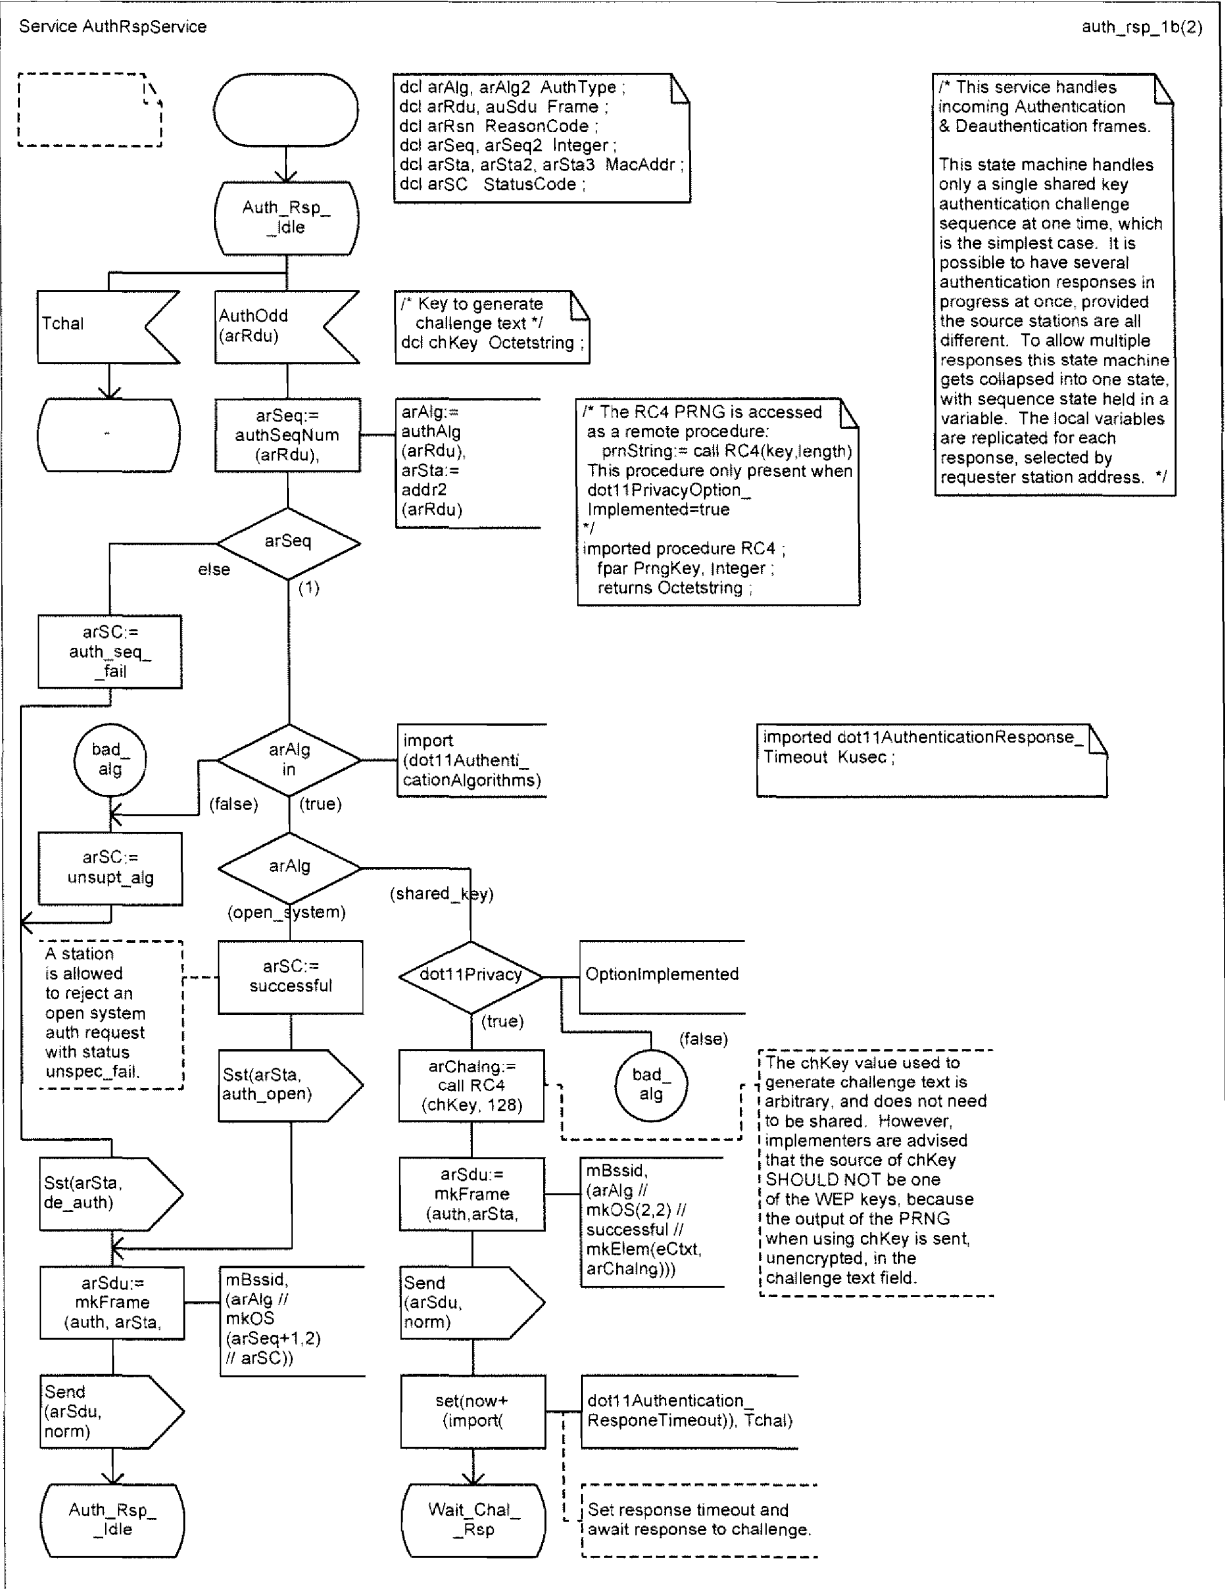 Service AuthRspService
auth_rsp_1b(2)
dcl arAlg, arAlg2 AuthType ;
dcl arRdu, auSdu Frame ;
dcl arRsn ReasonCode ;
dcl arSeq, arSeq2 Integer ;
dcl arSta, arSta2, arSta3 MacAddr ;
dcl arSC StatusCode ;
/* This service handles
incoming Authentication
& Deauthentication frames.
This state machine handles
only a single shared key
authentication challenge
sequence at one time, which
is the simplest case. It is
possible to have several
authentication responses in
progress at once, provided
the source stations are all
different. To allow multiple
responses this state machine
gets collapsed into one state,
with sequence state held in a
variable. The local variables
are replicated for each
response, selected by
requester station address. */
Auth_Rsp_
_Idle
Tchal
AuthOdd
(arRdu)
/* Key to generate
challenge text */
dcl chKey Octetstring ;
-
arSeq:=
authSeqNum
(arRdu),
arAlg:=
authAlg
(arRdu),
arSta:=
addr2
(arRdu)
/* The RC4 PRNG is accessed
as a remote procedure:
prnString:= call RC4(key,length)
This procedure only present when
dot11PrivacyOption_
Implemented=true
*/
imported procedure RC4 ;
fpar PrngKey, Integer ;
returns Octetstring ;
arSeq
else
(1)
arSC:=
auth_seq_
_fail
bad_
alg
arAlg
in
import
(dot11Authenti_
cationAlgorithms)
imported dot11AuthenticationResponse_
Timeout Kusec ;
(false)
(true)
arSC:=
unsupt_alg
arAlg
(shared_key)
(open_system)
A station
is allowed
to reject an
open system
auth request
with status
unspec_fail.
arSC:=
successful
dot11Privacy
OptionImplemented
(true)
(false)
Sst(arSta,
auth_open)
arChalng:=
call RC4
(chKey, 128)
bad_
alg
The chKey value used to
generate challenge text is
arbitrary, and does not need
to be shared. However,
implementers are advised
that the source of chKey
SHOULD NOT be one
of the WEP keys, because
the output of the PRNG
when using chKey is sent,
unencrypted, in the
challenge text field.
Sst(arSta,
de_auth)
arSdu:=
mkFrame
(auth,arSta,
mBssid,
(arAlg //
mkOS(2,2) //
successful //
mkElem(eCtxt,
arChalng)))
arSdu:=
mkFrame
(auth, arSta,
mBssid,
(arAlg //
mkOS
(arSeq+1,2)
// arSC))
Send
(arSdu,
norm)
Send
(arSdu,
norm)
set(now+
(import(
dot11Authentication_
ResponeTimeout)), Tchal)
Auth_Rsp_
_Idle
Wait_Chal_
_Rsp
Set response timeout and
await response to challenge.